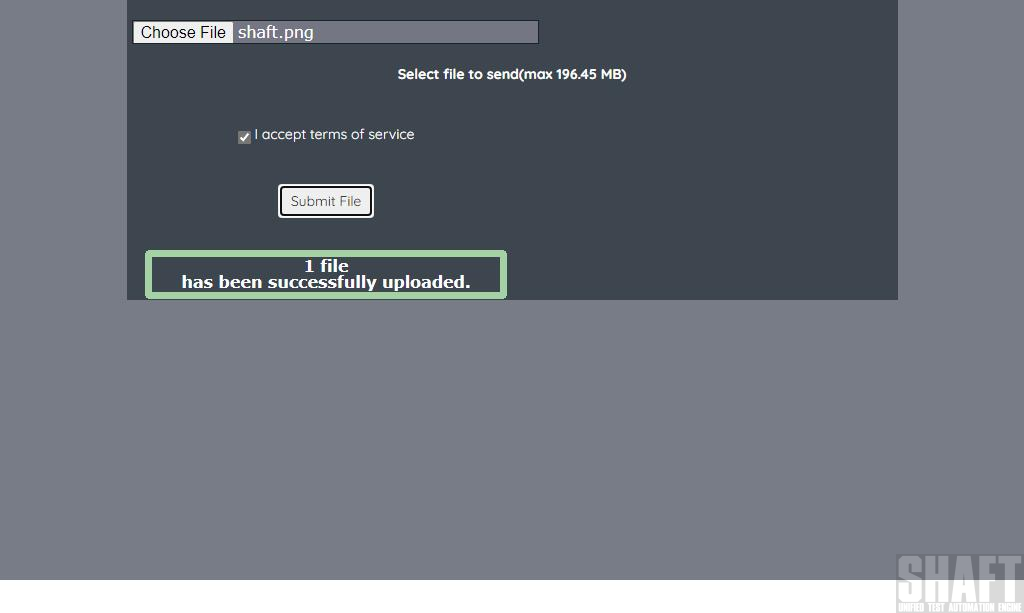 Choose File shaft.png
Select file to send(max 196.45 MB)
I accept terms of service
Submit File
1 file
has been successfully uploaded.
SHAFT
UNIFIED TEST AUTOMATION ENGINE